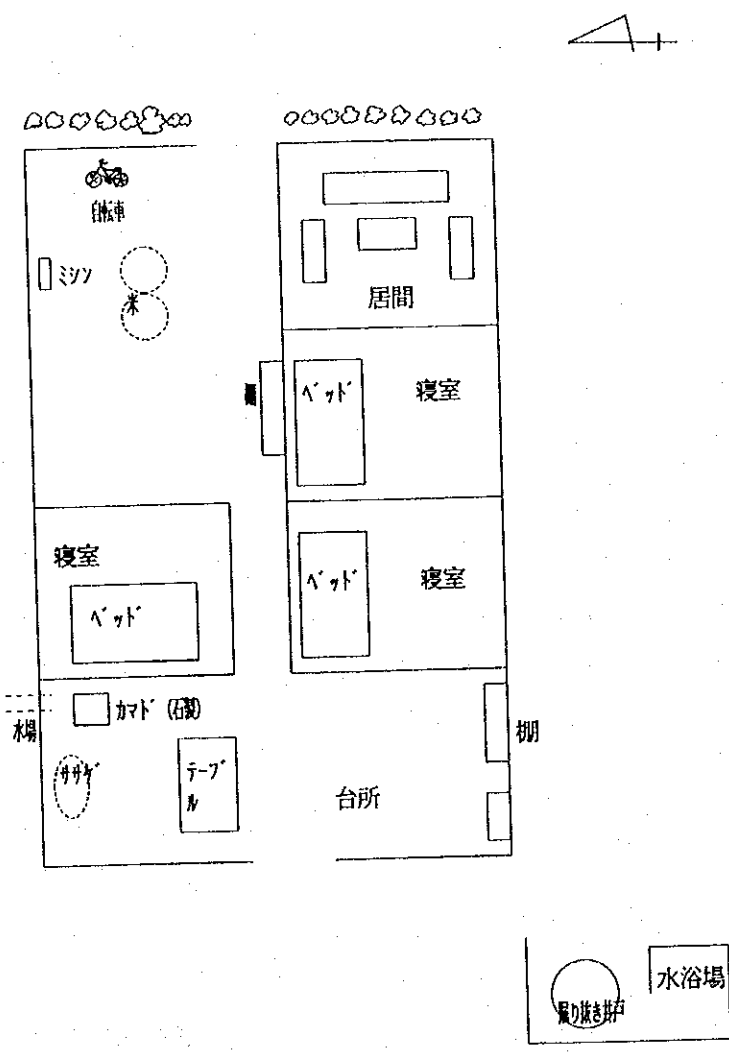 自転車
ミシン
米
居間
ベッド
寝室
寝室
ベッド
ベッド
寝室
カマド (石製)
水場
棚
ササゲ
テーブ
ル
台所
水浴場
掘り抜き井戸